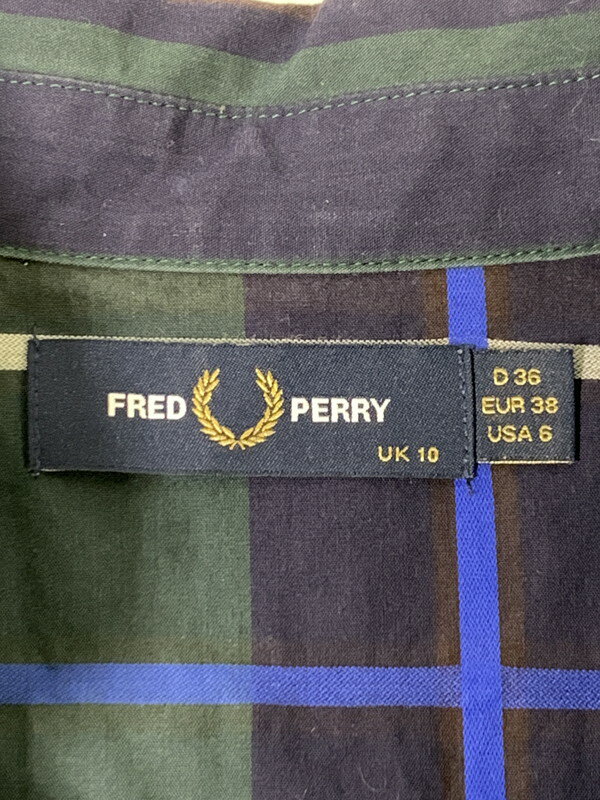 FRED PERRY
UK 10
D 36
EUR 38
USA 6